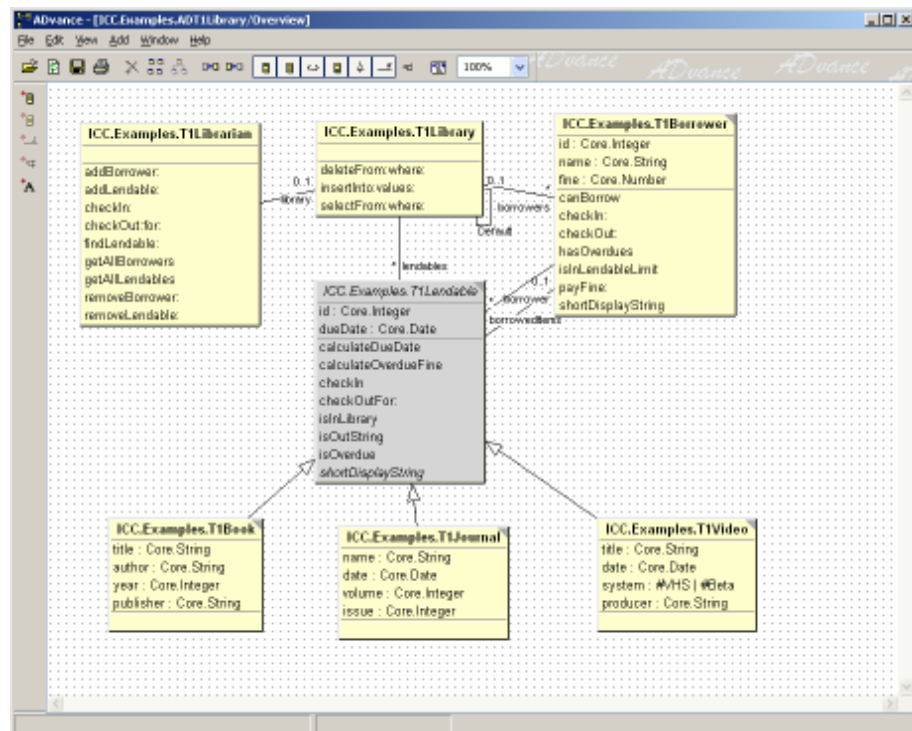 ADvance - [ICC.Examples.ADT1Library/Overview]
File Edit View Add Window Help
100%
ADvance ADvance ADvance
A
ICC.Examples.T1Librarian
addBorrower:
addLendable:
checkIn:
checkOut:for:
findLendable:
getAllBorrowers
getAllLendables
removeBorrower:
removeLendable:
0..1
library
ICC.Examples.T1Library
deleteFrom:where:
insertInto:values:
selectFrom:where:
0..1
*
borrowers
Default
* lendables
ICC.Examples.T1Borrower
id : Core.Integer
name : Core.String
fine : Core.Number
canBorrow
checkIn:
checkOut:
hasOverdues
isInLendableLimit
payFine:
shortDisplayString
0..1
* borrower
borrowedItems
ICC.Examples.T1Lendable
id : Core.Integer
dueDate : Core.Date
calculateDueDate
calculateOverdueFine
checkIn
checkOutFor:
isInLibrary
isOutString
isOverdue
shortDisplayString
ICC.Examples.T1Book
title : Core.String
author : Core.String
year : Core.Integer
publisher : Core.String
ICC.Examples.T1Journal
name : Core.String
date : Core.Date
volume : Core.Integer
issue : Core.Integer
ICC.Examples.T1Video
title : Core.String
date : Core.Date
system : #VHS | #Beta
producer : Core.String